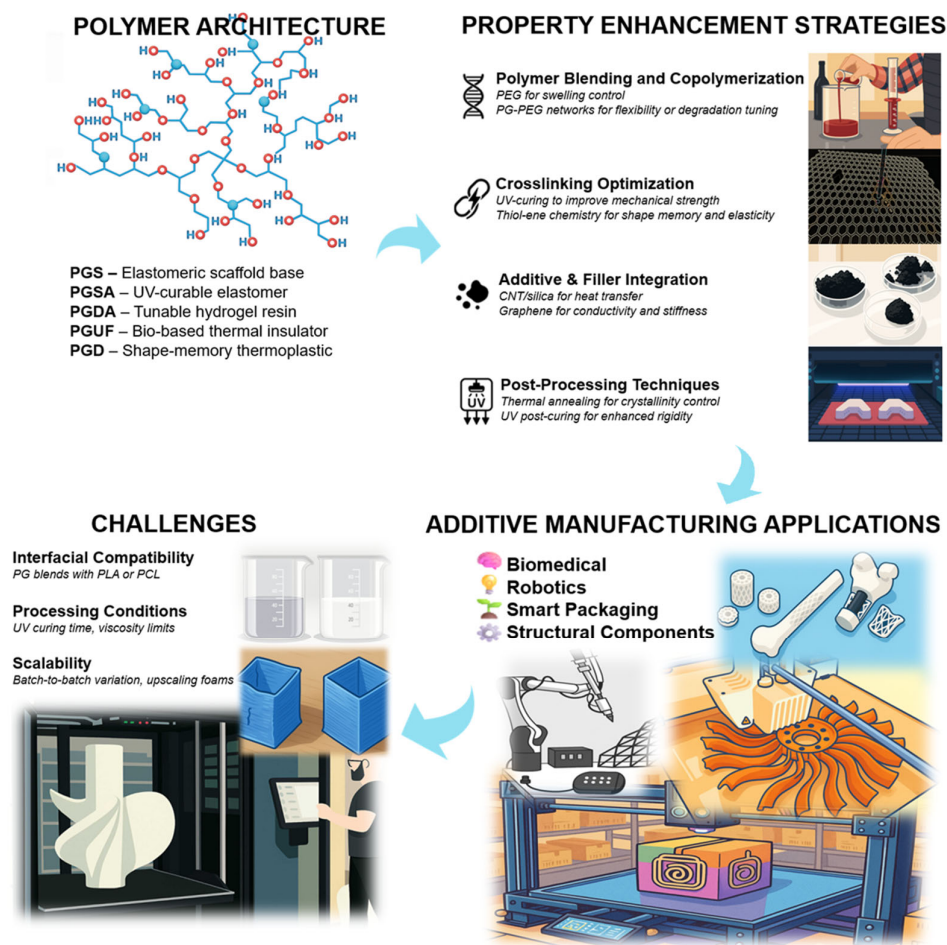 POLYMER ARCHITECTURE
PGS – Elastomeric scaffold base
PGSA – UV-curable elastomer
PGDA – Tunable hydrogel resin
PGUF – Bio-based thermal insulator
PGD – Shape-memory thermoplastic
PROPERTY ENHANCEMENT STRATEGIES
Polymer Blending and Copolymerization
PEG for swelling control
PG-PEG networks for flexibility or degradation tuning
Crosslinking Optimization
UV-curing to improve mechanical strength
Thiol-ene chemistry for shape memory and elasticity
Additive & Filler Integration
CNT/silica for heat transfer
Graphene for conductivity and stiffness
UV
Post-Processing Techniques
Thermal annealing for crystallinity control
UV post-curing for enhanced rigidity
ADDITIVE MANUFACTURING APPLICATIONS
Biomedical
Robotics
Smart Packaging
Structural Components
CHALLENGES
Interfacial Compatibility
PG blends with PLA or PCL
Processing Conditions
UV curing time, viscosity limits
Scalability
Batch-to-batch variation, upscaling foams